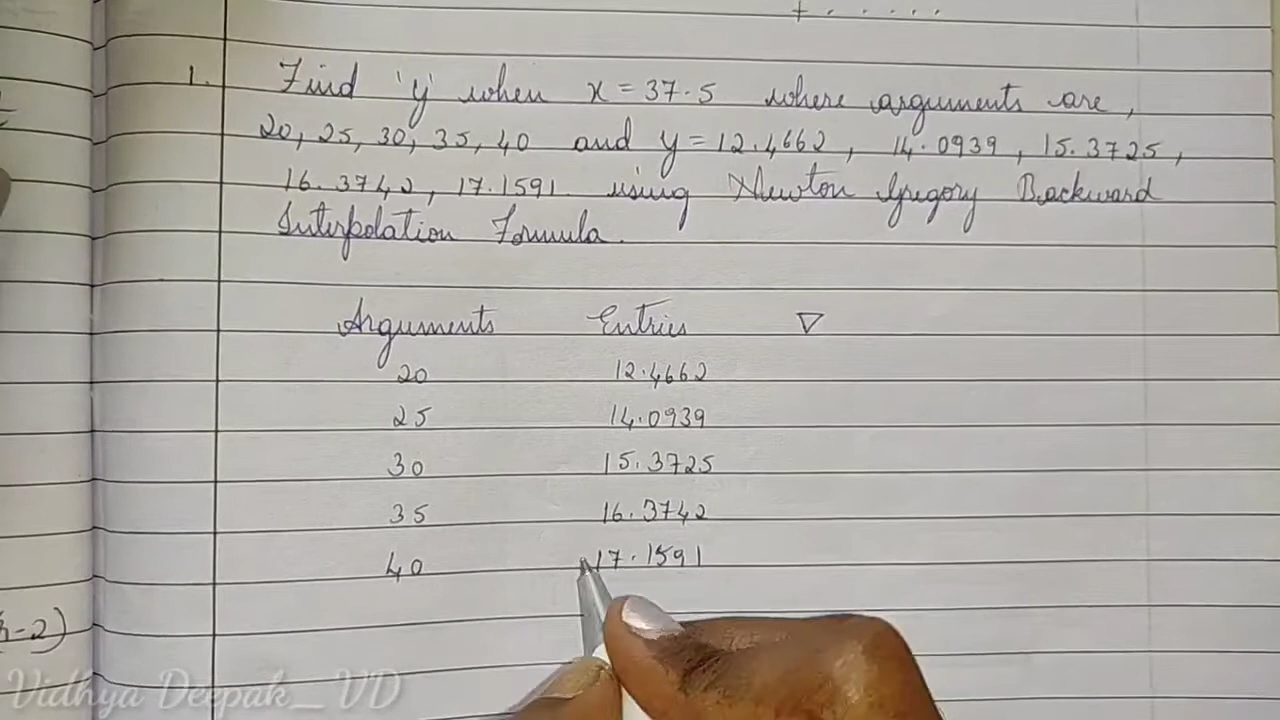 + . . . . .
1. Find 'y' when x = 37.5 where arguments are,
20, 25, 30, 35, 40 and y = 12.4662, 14.0939, 15.3725,
16.3742, 17.1591 using Newton Gregory Backward
Interpolation Formula.
Arguments Entries ∇
20 12.4662
25 14.0939
30 15.3725
35 16.3742
40 17.1591
-2)
Vidhya Deepak_VD